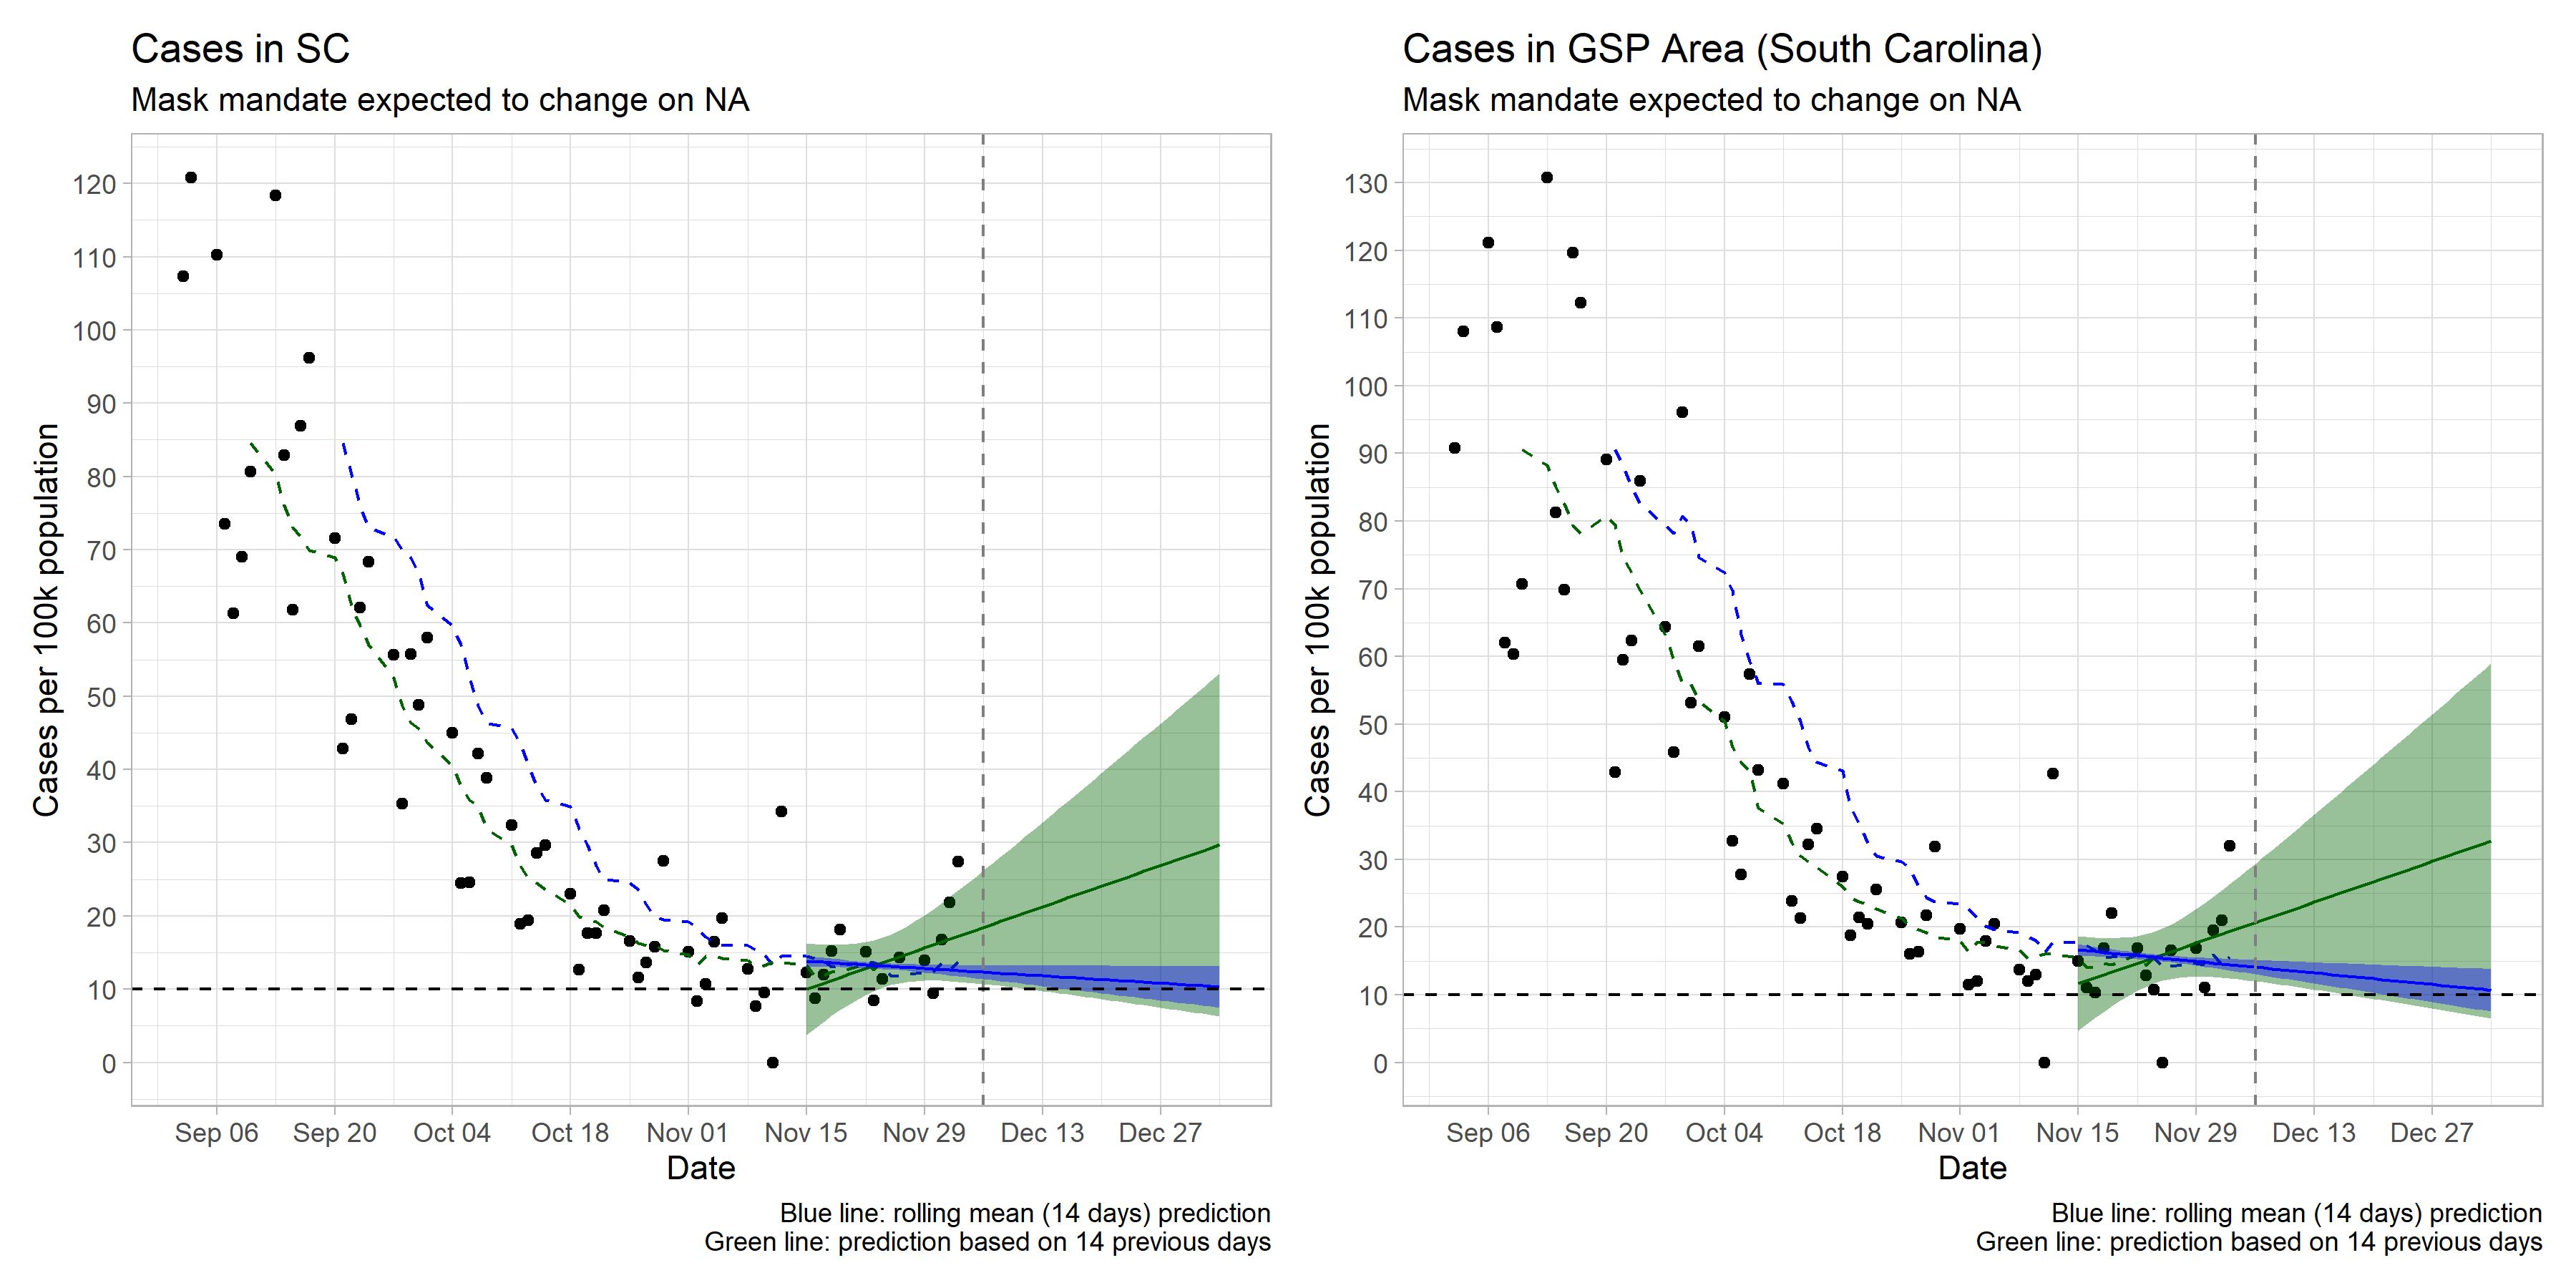 Cases in SC
Mask mandate expected to change on NA
Cases per 100k population
120
110
100
90
80
70
60
50
40
30
20
10
0
Sep 06 Sep 20 Oct 04 Oct 18 Nov 01 Nov 15 Nov 29 Dec 13 Dec 27
Date
Blue line: rolling mean (14 days) prediction
Green line: prediction based on 14 previous days
Cases in GSP Area (South Carolina)
Mask mandate expected to change on NA
Cases per 100k population
130
120
110
100
90
80
70
60
50
40
30
20
10
0
Sep 06 Sep 20 Oct 04 Oct 18 Nov 01 Nov 15 Nov 29 Dec 13 Dec 27
Date
Blue line: rolling mean (14 days) prediction
Green line: prediction based on 14 previous days